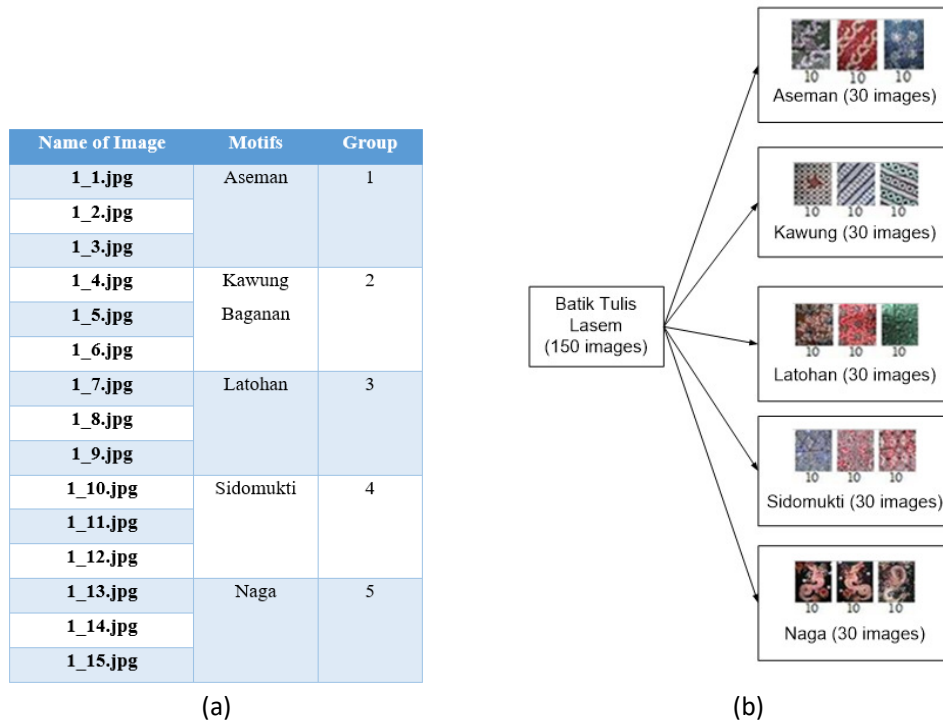 Name of Image Motifs Group
1_1.jpg Aseman 1
1_2.jpg
1_3.jpg
1_4.jpg Kawung 2
1_5.jpg Baganan
1_6.jpg
1_7.jpg Latohan 3
1_8.jpg
1_9.jpg
1_10.jpg Sidomukti 4
1_11.jpg
1_12.jpg
1_13.jpg Naga 5
1_14.jpg
1_15.jpg
(a)
Batik Tulis
Lasem
(150 images)
10 10 10
Aseman (30 images)
10 10 10
Kawung (30 images)
10 10 10
Latohan (30 images)
10 10 10
Sidomukti (30 images)
10 10 10
Naga (30 images)
(b)